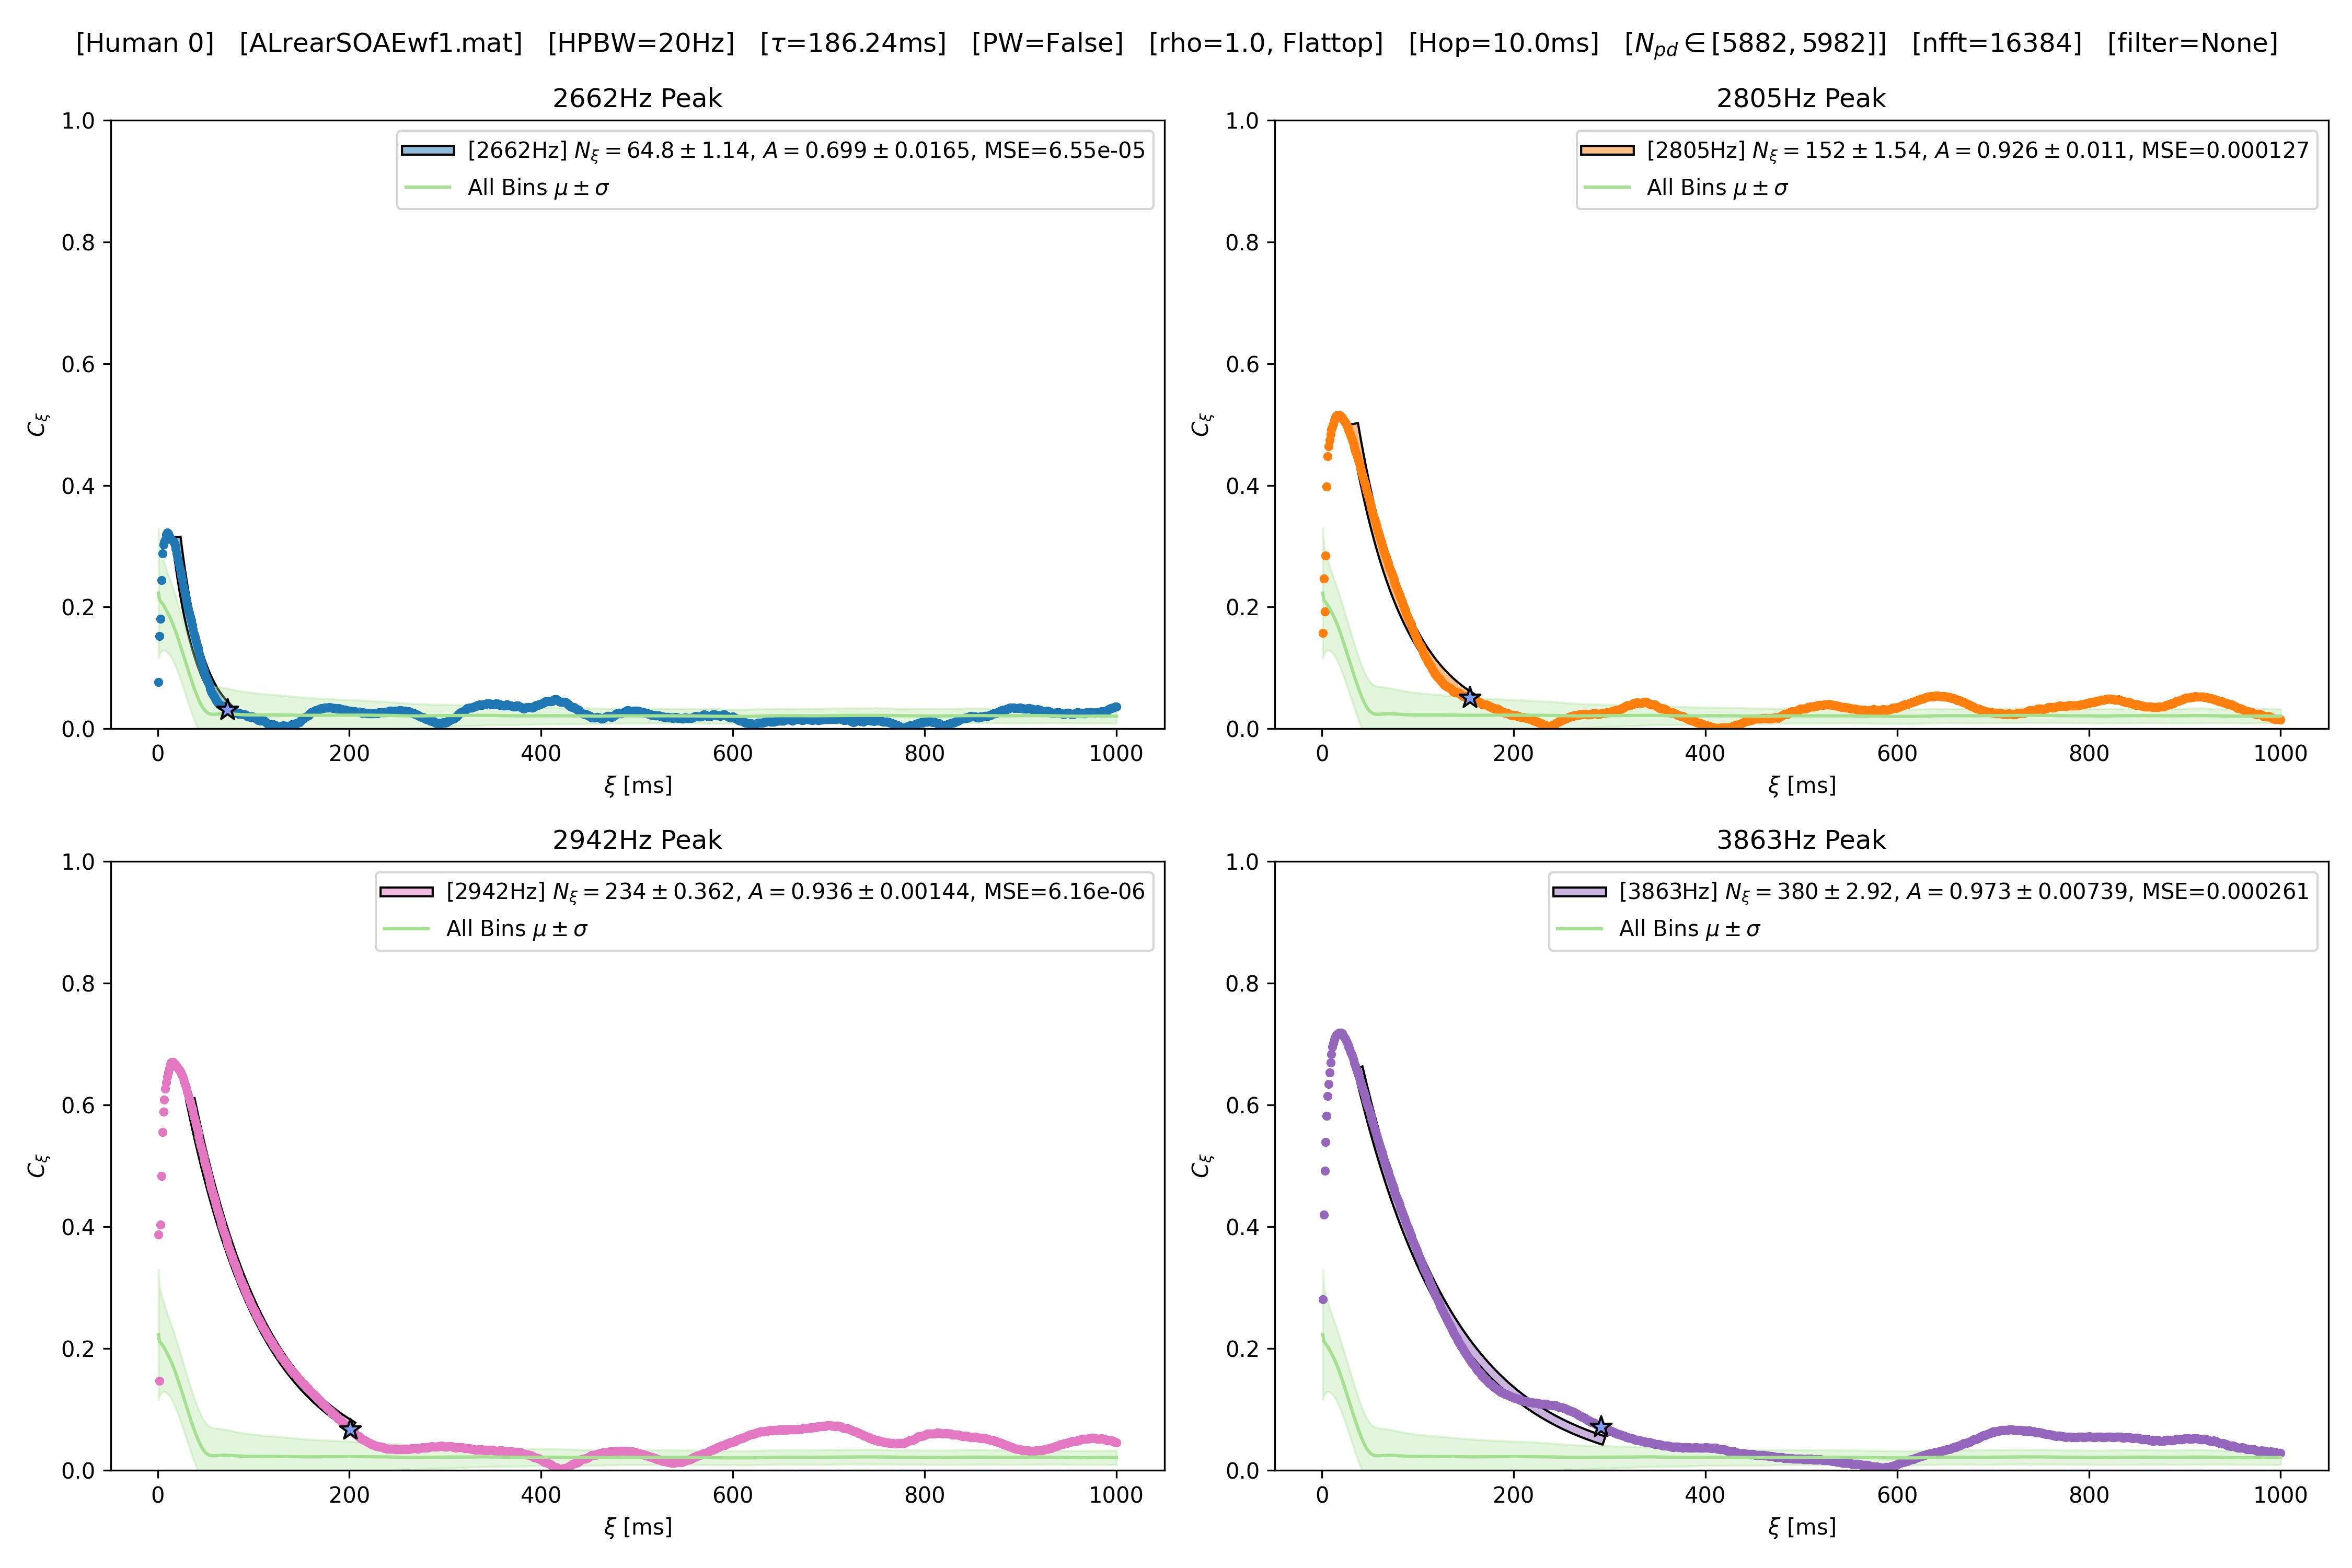 [Human 0] [ALrearSOAEwf1.mat] [HPBW=20Hz] [τ=186.24ms] [PW=False] [rho=1.0, Flattop] [Hop=10.0ms] [N_pd ∈ [5882, 5982]] [nfft=16384] [filter=None]
2662Hz Peak
[2662Hz] N_ξ = 64.8 ± 1.14, A = 0.699 ± 0.0165, MSE=6.55e-05
All Bins μ ± σ
1.0
0.8
0.6
0.4
0.2
0.0
C_ξ
0 200 400 600 800 1000
ξ [ms]
2805Hz Peak
[2805Hz] N_ξ = 152 ± 1.54, A = 0.926 ± 0.011, MSE=0.000127
All Bins μ ± σ
1.0
0.8
0.6
0.4
0.2
0.0
C_ξ
0 200 400 600 800 1000
ξ [ms]
2942Hz Peak
[2942Hz] N_ξ = 234 ± 0.362, A = 0.936 ± 0.00144, MSE=6.16e-06
All Bins μ ± σ
1.0
0.8
0.6
0.4
0.2
0.0
C_ξ
0 200 400 600 800 1000
ξ [ms]
3863Hz Peak
[3863Hz] N_ξ = 380 ± 2.92, A = 0.973 ± 0.00739, MSE=0.000261
All Bins μ ± σ
1.0
0.8
0.6
0.4
0.2
0.0
C_ξ
0 200 400 600 800 1000
ξ [ms]